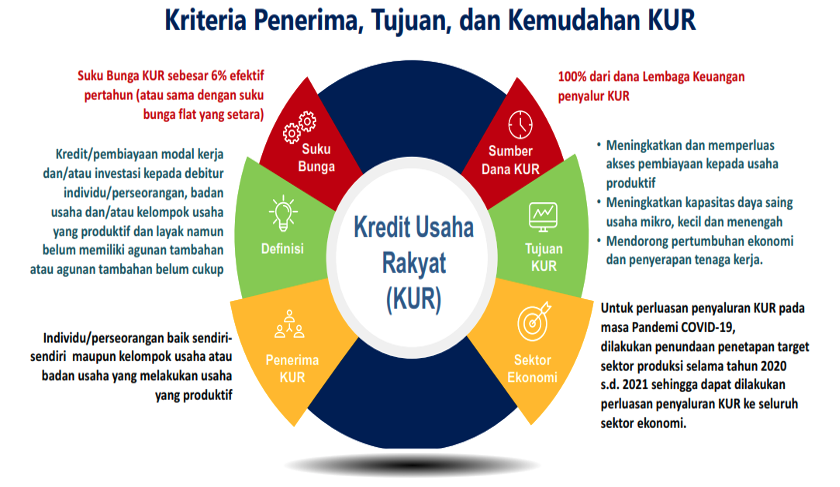 Kriteria Penerima, Tujuan, dan Kemudahan KUR
Suku Bunga KUR sebesar 6% efektif
pertahun (atau sama dengan suku
bunga flat yang setara)
Suku
Bunga
Kredit/pembiayaan modal kerja
dan/atau investasi kepada debitur
individu/perseorangan, badan
usaha dan/atau kelompok usaha
yang produktif dan layak namun
belum memiliki agunan tambahan
atau agunan tambahan belum cukup
Definisi
Individu/perseorangan baik sendiri-
sendiri maupun kelompok usaha atau
badan usaha yang melakukan usaha
yang produktif
Penerima
KUR
Kredit Usaha
Rakyat
(KUR)
Sumber
Dana KUR
100% dari dana Lembaga Keuangan
penyalur KUR
Tujuan
KUR
• Meningkatkan dan memperluas
akses pembiayaan kepada usaha
produktif
• Meningkatkan kapasitas daya saing
usaha mikro, kecil dan menengah
• Mendorong pertumbuhan ekonomi
dan penyerapan tenaga kerja.
Sektor
Ekonomi
Untuk perluasan penyaluran KUR pada
masa Pandemi COVID-19,
dilakukan penundaan penetapan target
sektor produksi selama tahun 2020
s.d. 2021 sehingga dapat dilakukan
perluasan penyaluran KUR ke seluruh
sektor ekonomi.